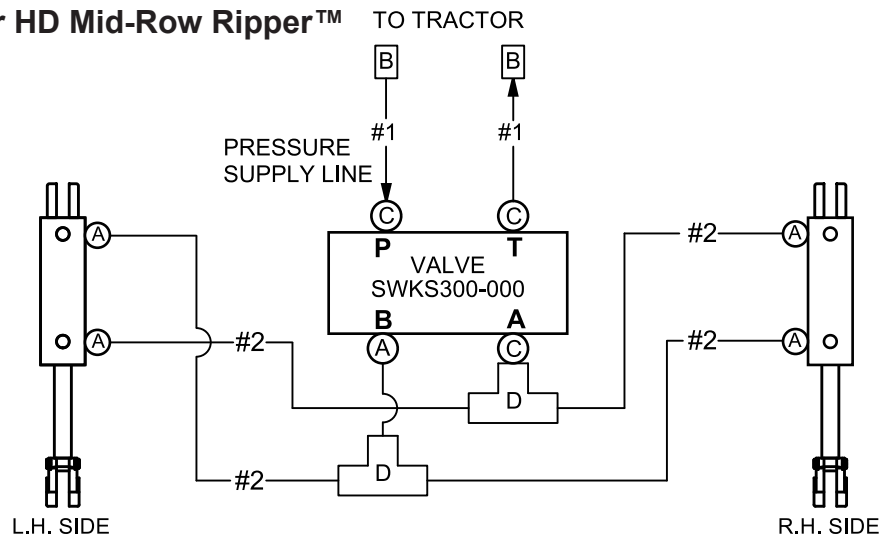 HD Mid-Row Ripper™
TO TRACTOR
B B
#1 #1
PRESSURE
SUPPLY LINE
C C
P T
A #2 A
VALVE
SWKS300-000
B A
A #2 A C #2 A
D
D
#2 #2
L.H. SIDE R.H. SIDE